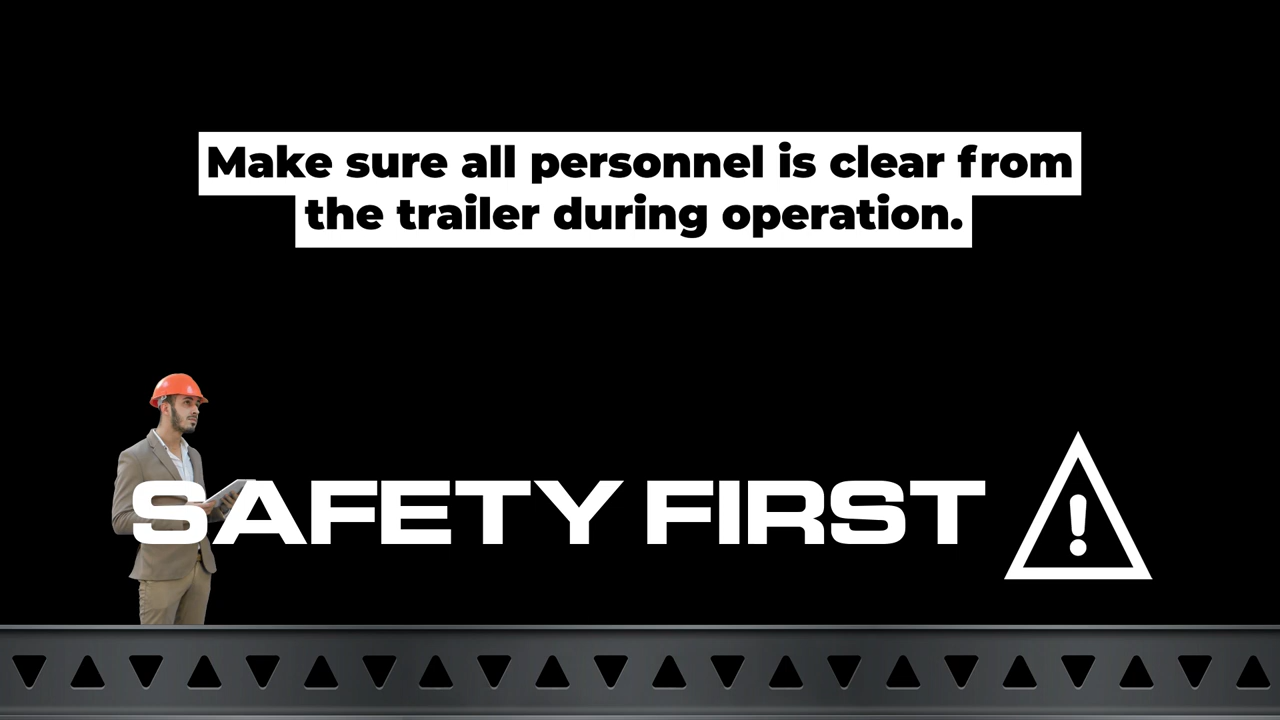 Make sure all personnel is clear from
the trailer during operation.
SAFETY FIRST
!